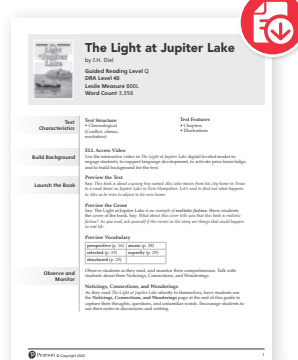 The Light at Jupiter Lake
by J.H. Diel
Guided Reading Level Q
DRA Level 40
Lexile Measure 800L
Word Count 3,356
Text
Characteristics
Text Structure
• Chronological
(Conflict, climax,
resolution)
Text Features
• Chapters
• Illustrations
Build Background
ELL Access Video
Use the interactive video in The Light at Jupiter Lake digital leveled reader to
engage students, to support language development, to activate prior knowledge,
and to build background for the text.
Launch the Book
Preview the Text
Say: This book is about a young boy named Alex who moves from his city home in Texas
to a rural home on Jupiter Lake in New Hampshire. Let's read to find out what happens
to Alex as he tries to adjust to his new home.
Preview the Genre
Say: The Light at Jupiter Lake is an example of realistic fiction. Show students
the cover of the book. Say: What about this cover tells you that this book is realistic
fiction? As you read, ask yourself if the events in the story are things that could happen
in real life.
Preview Vocabulary
perspective (p. 16) access (p. 28)
selected (p. 19) expertly (p. 29)
structured (p. 29)
Observe and
Monitor
Observe students as they read, and monitor their comprehension. Talk with
students about their Noticings, Connections, and Wonderings.
Noticings, Connections, and Wonderings
As they read The Light at Jupiter Lake silently to themselves, have students use
the Noticings, Connections, and Wonderings page at the end of this guide to
capture their thoughts, questions, and unfamiliar words. Encourage students to
use their notes in discussions and writing.
Pearson © Copyright 2020
1